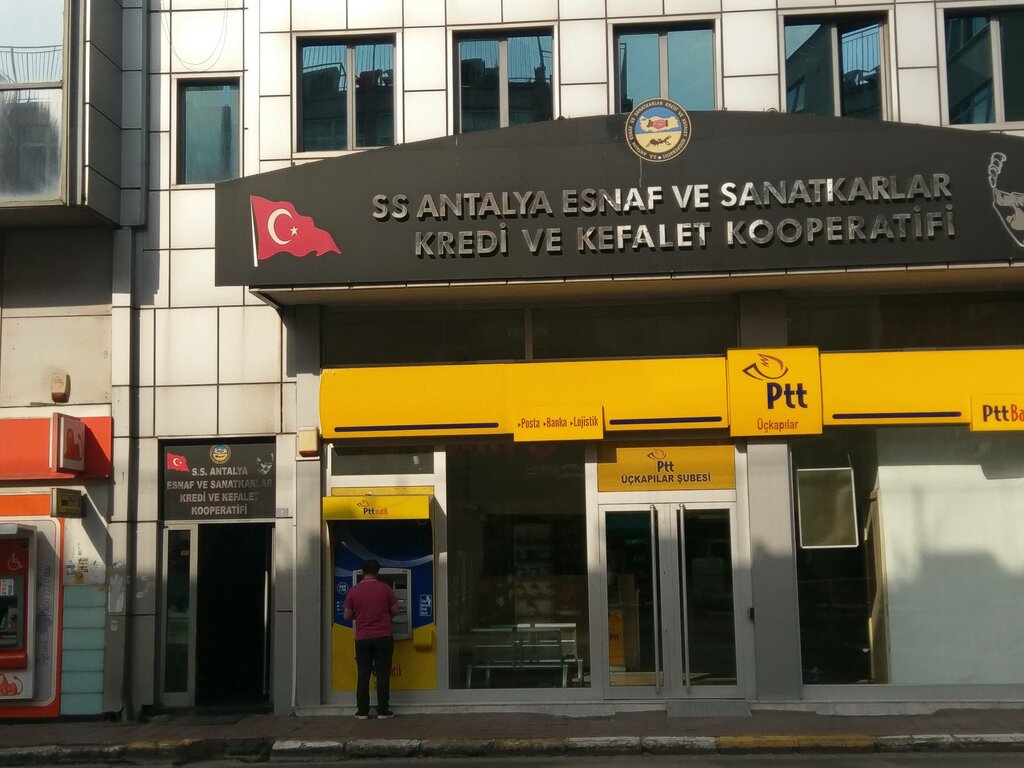 SS ANTALYA ESNAF VE SANATKARLAR
KREDİ VE KEFALET KOOPERATİFİ
Ptt
Üçkapılar
Posta Banka Lojistik
Ptt
ÜÇKAPILAR ŞUBESİ
S.S. ANTALYA
ESNAF VE SANATKARLAR
KREDİ VE KEFALET
KOOPERATİFİ
Pttmatik